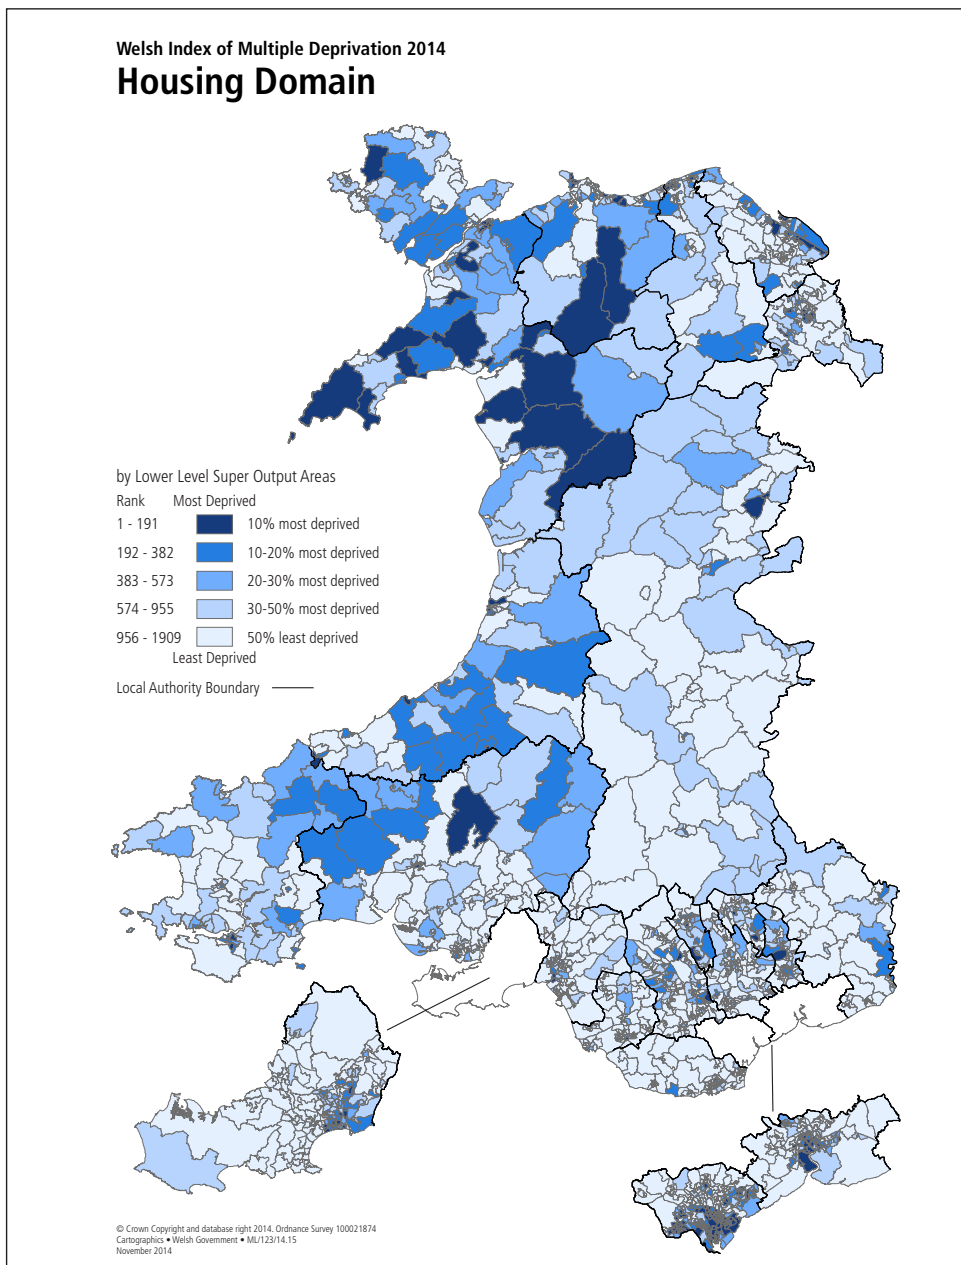 Welsh Index of Multiple Deprivation 2014
Housing Domain
by Lower Level Super Output Areas
Rank Most Deprived
1 - 191 10% most deprived
192 - 382 10-20% most deprived
383 - 573 20-30% most deprived
574 - 955 30-50% most deprived
956 - 1909 50% least deprived
Least Deprived
Local Authority Boundary
© Crown Copyright and database right 2014. Ordnance Survey 100021874
Cartographics • Welsh Government • ML/123/14.15
November 2014